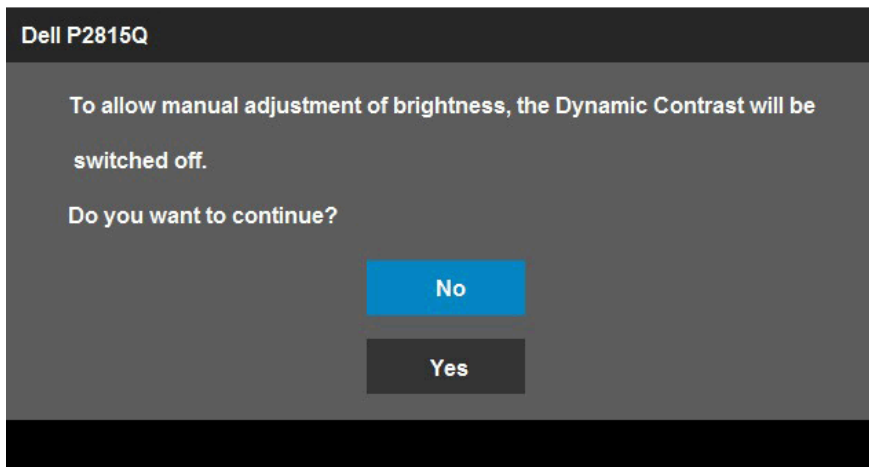 Dell P2815Q
To allow manual adjustment of brightness, the Dynamic Contrast will be
switched off.
Do you want to continue?
No
Yes